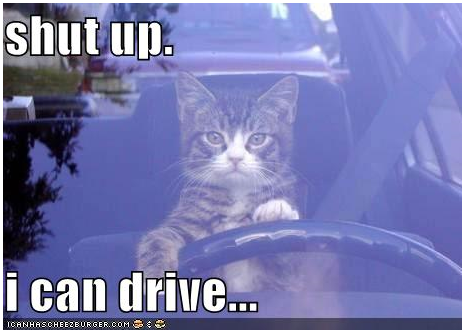 shut up.
i can drive...
ICANHASCHEEZBURGER.COM